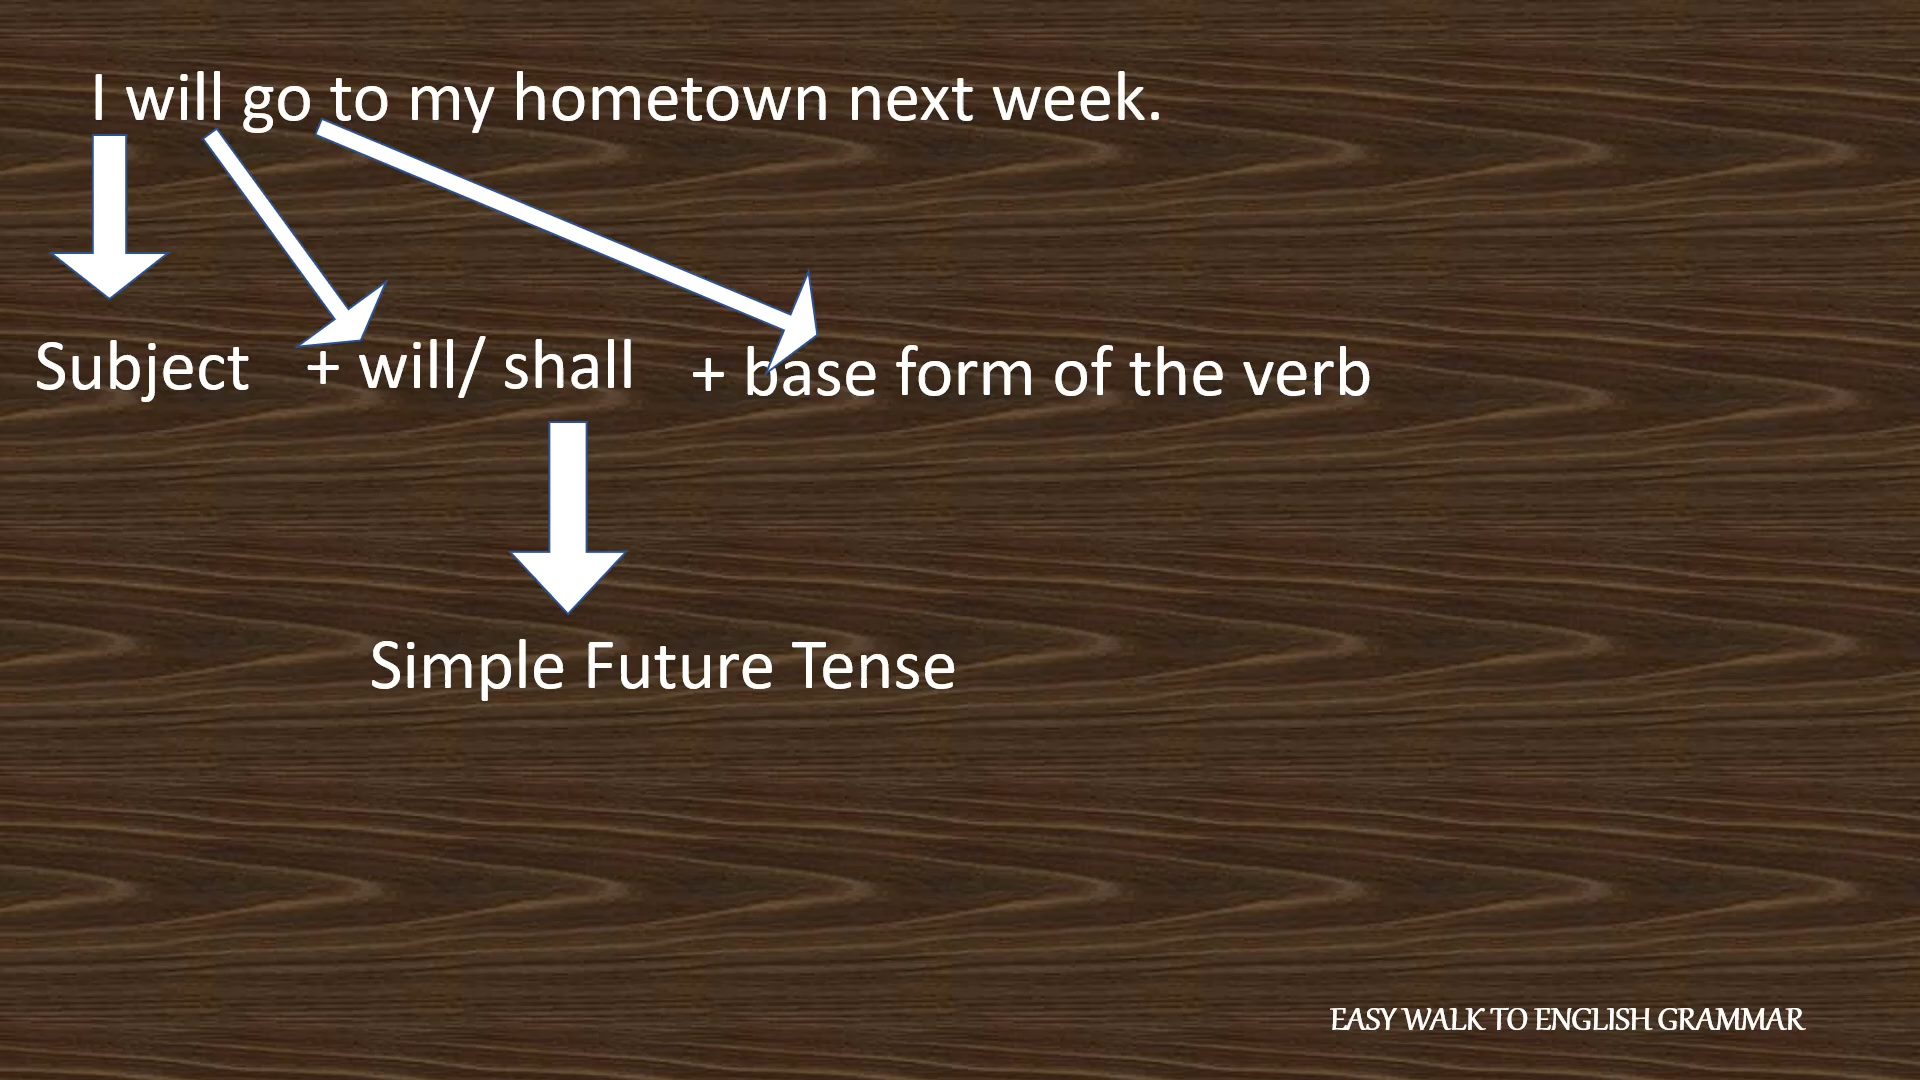 I will go to my hometown next week.
Subject + will/ shall + base form of the verb
Simple Future Tense
EASY WALK TO ENGLISH GRAMMAR